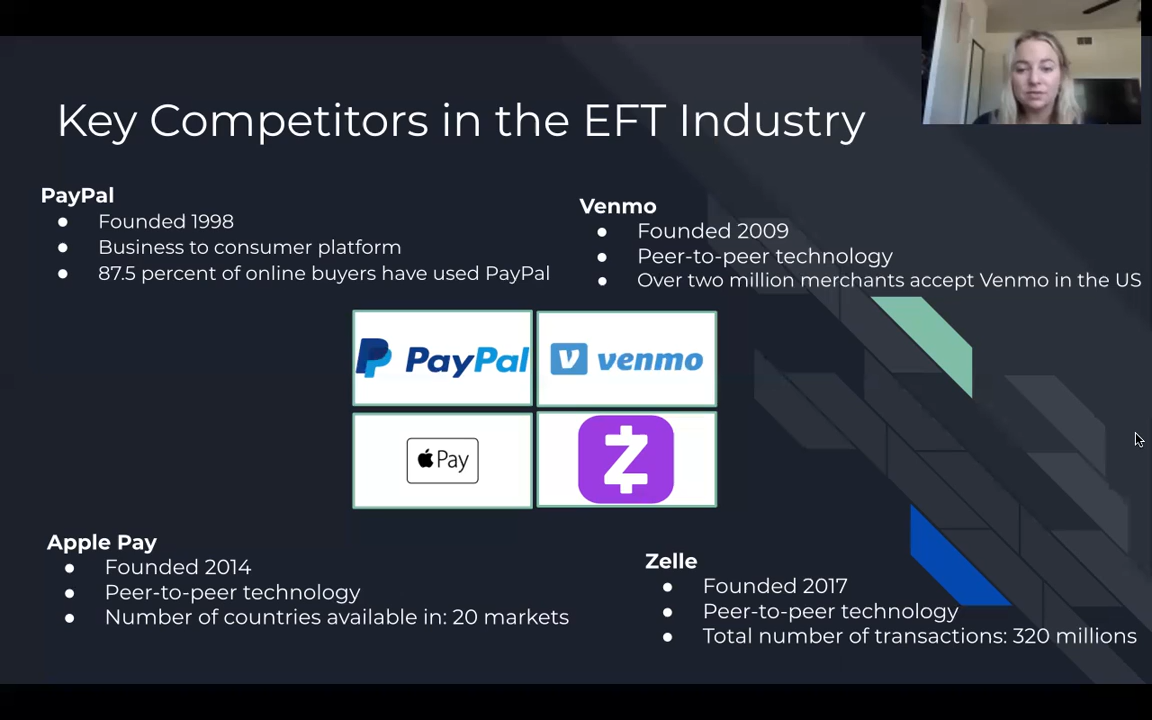 Key Competitors in the EFT Industry
PayPal
● Founded 1998
● Business to consumer platform
● 87.5 percent of online buyers have used PayPal
Venmo
● Founded 2009
● Peer-to-peer technology
● Over two million merchants accept Venmo in the US
PayPal
venmo
Pay
Apple Pay
● Founded 2014
● Peer-to-peer technology
● Number of countries available in: 20 markets
Zelle
● Founded 2017
● Peer-to-peer technology
● Total number of transactions: 320 millions